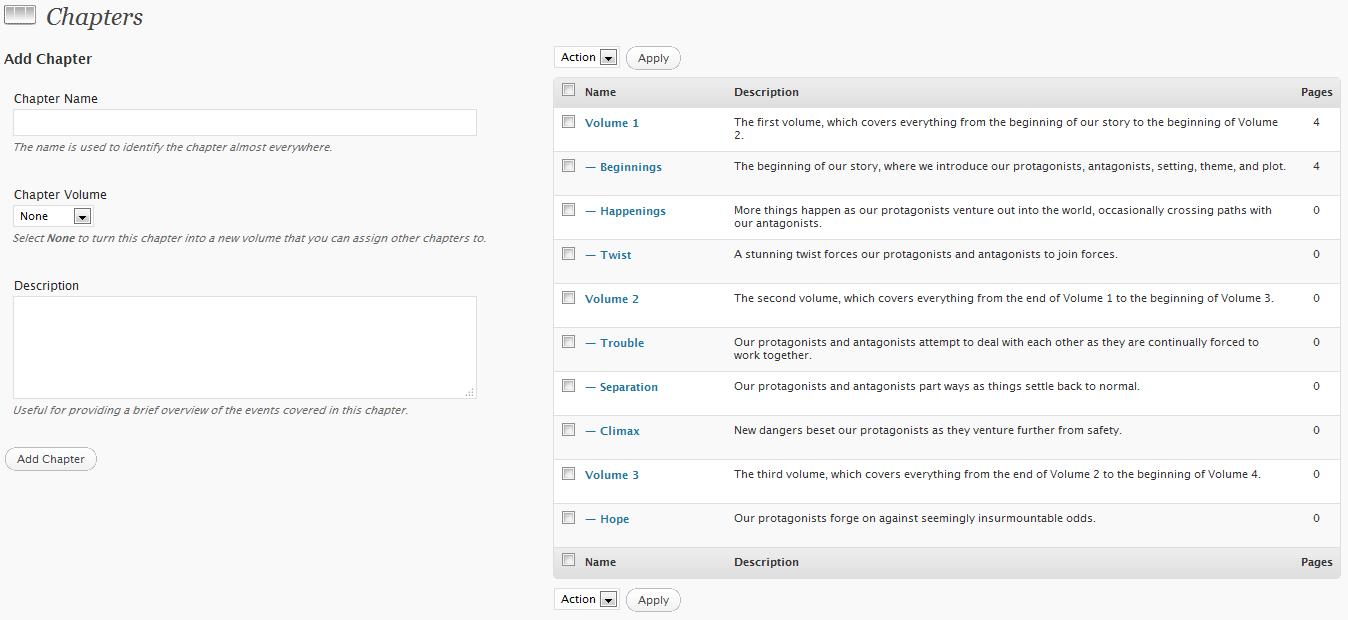 Chapters
Add Chapter
Chapter Name
The name is used to identify the chapter almost everywhere.
Chapter Volume
None
Select None to turn this chapter into a new volume that you can assign other chapters to.
Description
Useful for providing a brief overview of the events covered in this chapter.
Add Chapter
Action Apply
Name Description Pages
Volume 1 The first volume, which covers everything from the beginning of our story to the beginning of Volume 4
2.
— Beginnings The beginning of our story, where we introduce our protagonists, antagonists, setting, theme, and plot. 4
— Happenings More things happen as our protagonists venture out into the world, occasionally crossing paths with 0
our antagonists.
— Twist A stunning twist forces our protagonists and antagonists to join forces. 0
Volume 2 The second volume, which covers everything from the end of Volume 1 to the beginning of Volume 3. 0
— Trouble Our protagonists and antagonists attempt to deal with each other as they are continually forced to 0
work together.
— Separation Our protagonists and antagonists part ways as things settle back to normal. 0
— Climax New dangers beset our protagonists as they venture further from safety. 0
Volume 3 The third volume, which covers everything from the end of Volume 2 to the beginning of Volume 4. 0
— Hope Our protagonists forge on against seemingly insurmountable odds. 0
Name Description Pages
Action Apply